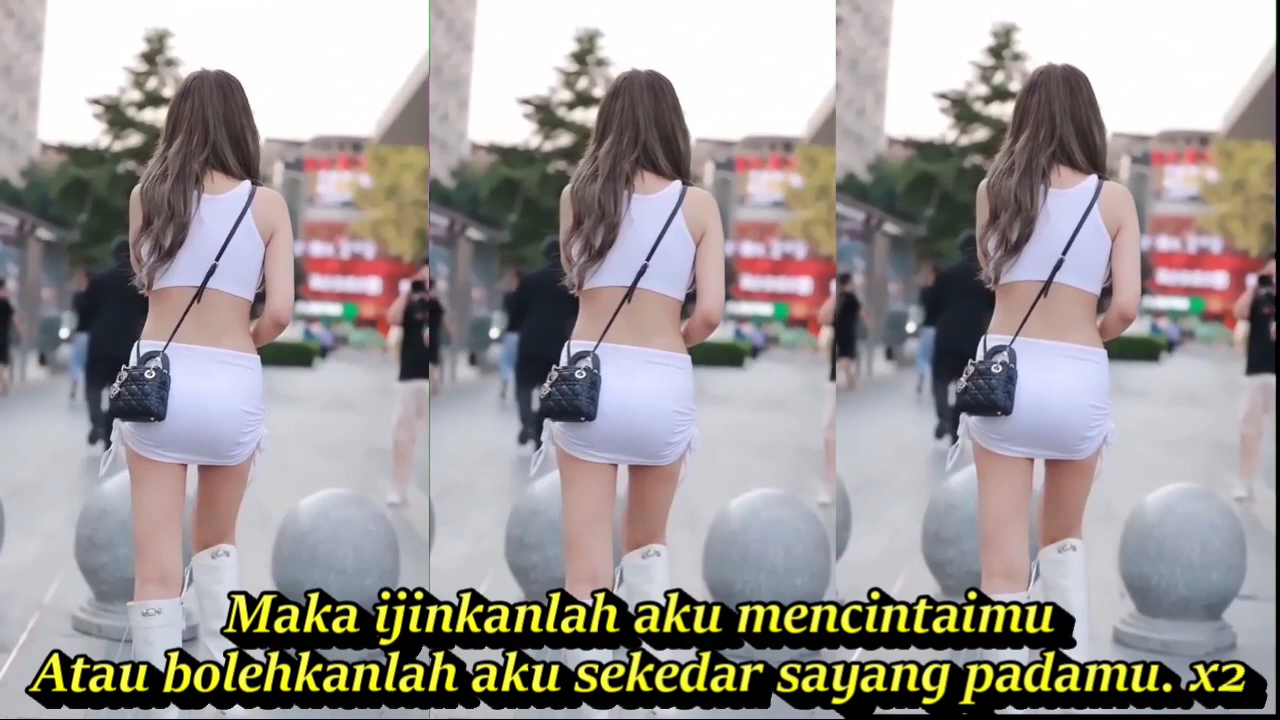 Maka ijinkanlah aku mencintaimu
Atau bolehkanlah aku sekedar sayang padamu. x2